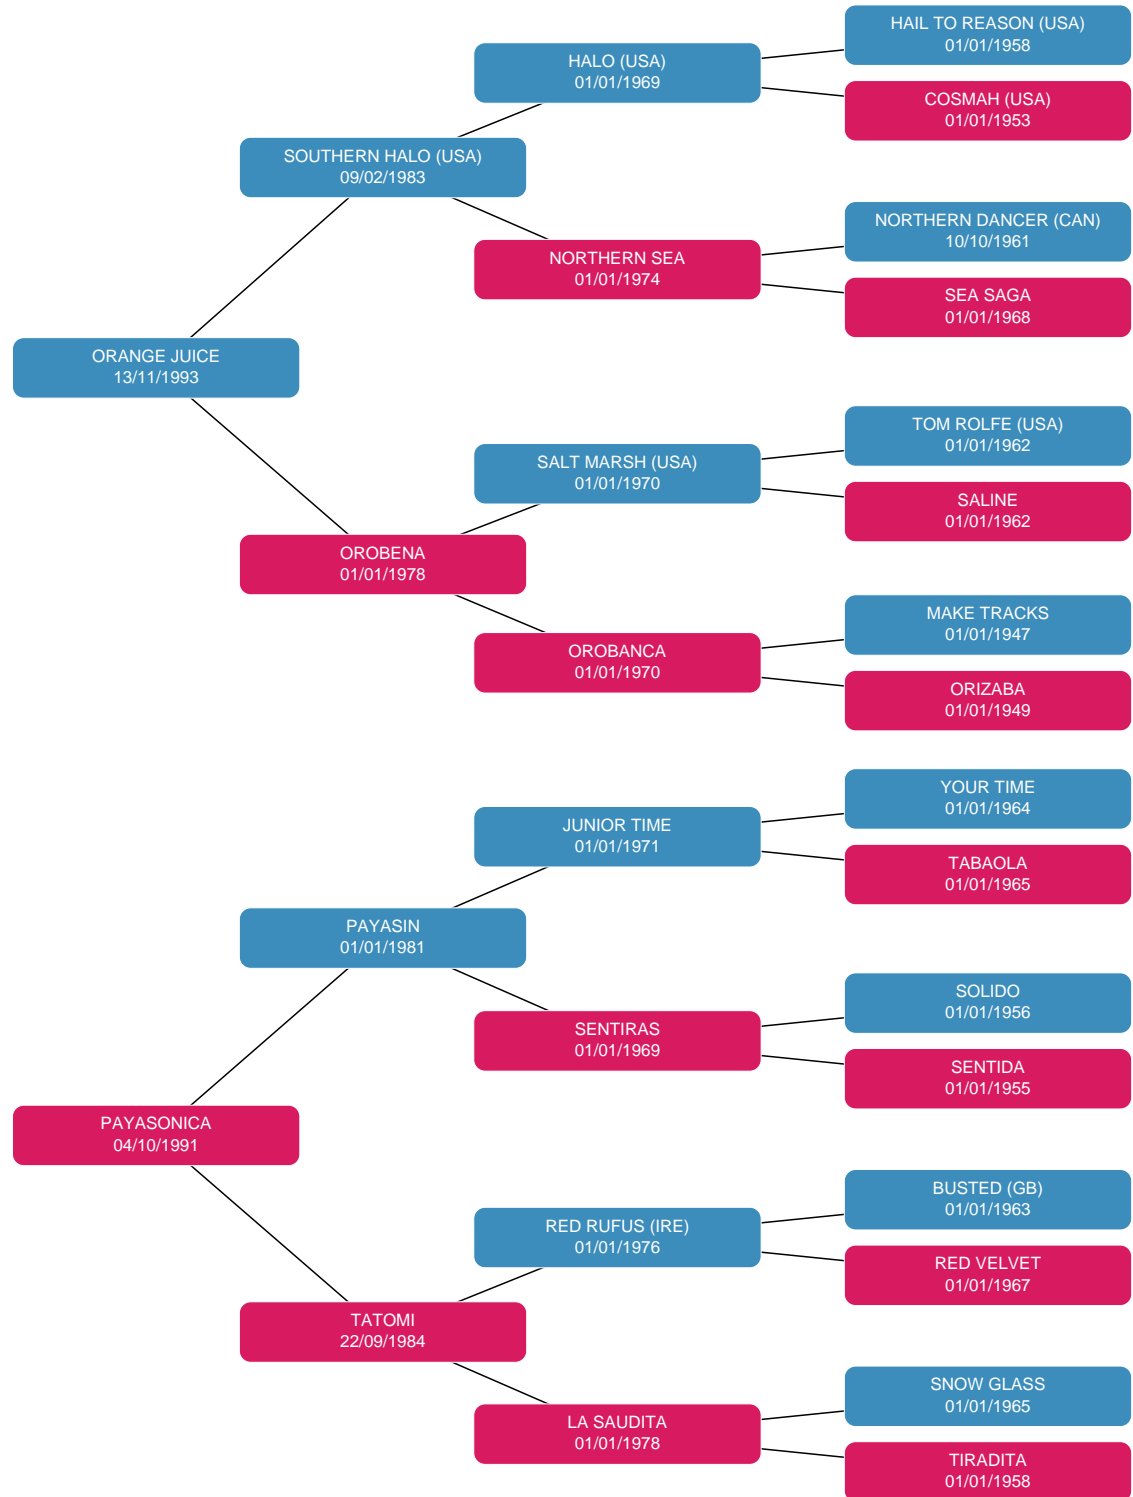 HAIL TO REASON (USA)
01/01/1958
HALO (USA)
01/01/1969
COSMAH (USA)
01/01/1953
SOUTHERN HALO (USA)
09/02/1983
NORTHERN DANCER (CAN)
10/10/1961
NORTHERN SEA
01/01/1974
SEA SAGA
01/01/1968
ORANGE JUICE
13/11/1993
TOM ROLFE (USA)
01/01/1962
SALT MARSH (USA)
01/01/1970
SALINE
01/01/1962
OROBENA
01/01/1978
MAKE TRACKS
01/01/1947
OROBANCA
01/01/1970
ORIZABA
01/01/1949
YOUR TIME
01/01/1964
JUNIOR TIME
01/01/1971
TABAOLA
01/01/1965
PAYASIN
01/01/1981
SOLIDO
01/01/1956
SENTIRAS
01/01/1969
SENTIDA
01/01/1955
PAYASONICA
04/10/1991
BUSTED (GB)
01/01/1963
RED RUFUS (IRE)
01/01/1976
RED VELVET
01/01/1967
TATOMI
22/09/1984
SNOW GLASS
01/01/1965
LA SAUDITA
01/01/1978
TIRADITA
01/01/1958